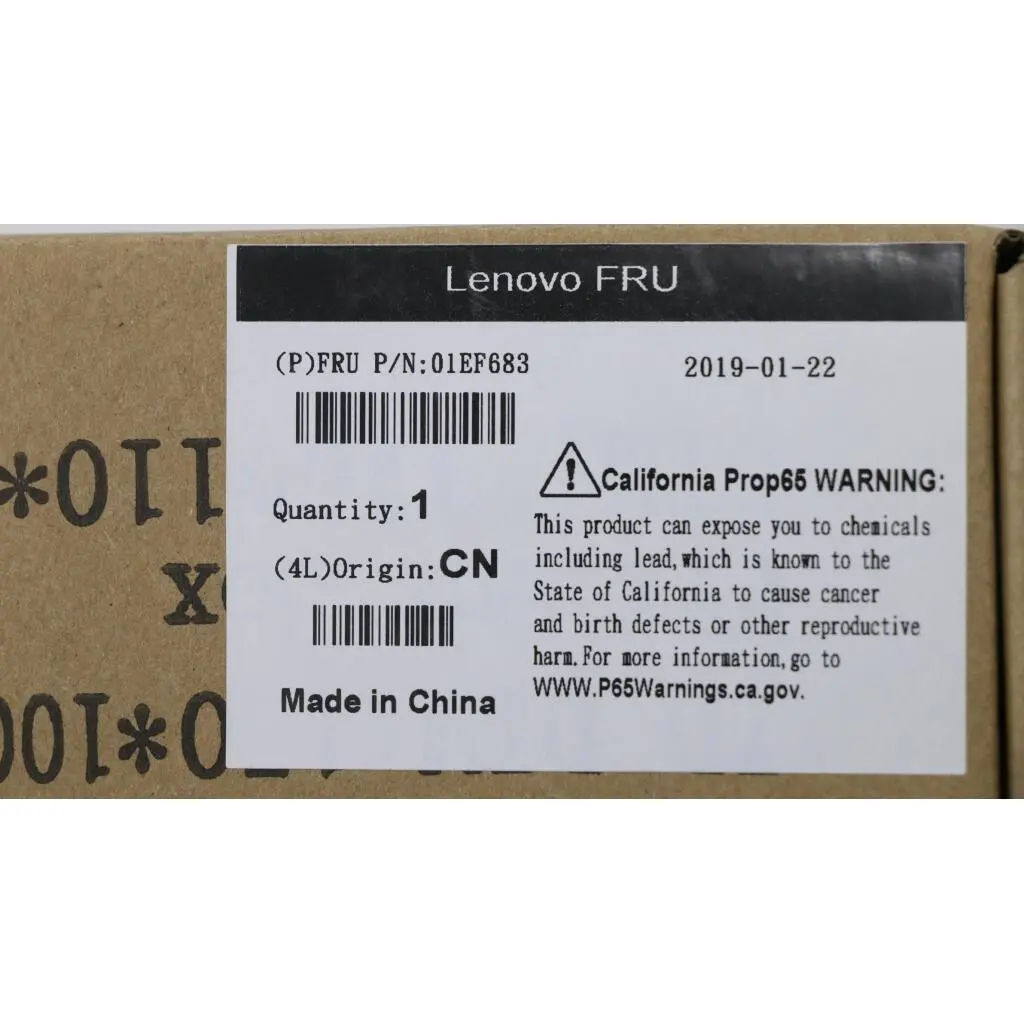 Lenovo FRU
(P)FRU P/N:01EF683
2019-01-22
Quantity:1
(4L)Origin:CN
Made in China
California Prop65 WARNING:
This product can expose you to chemicals
including lead,which is known to the
State of California to cause cancer
and birth defects or other reproductive
harm.For more information,go to
WWW.P65Warnings.ca.gov.